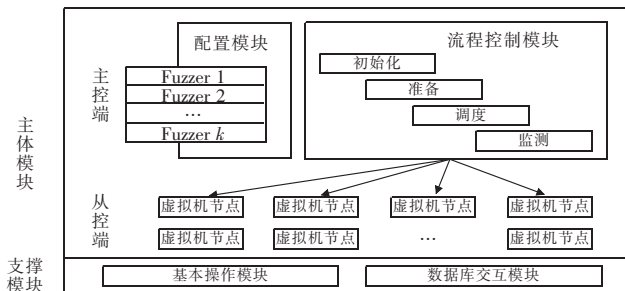 主体模块
主控端
配置模块
Fuzzer 1
Fuzzer 2
…
Fuzzer k
流程控制模块
初始化
准备
调度
监测
从控端
虚拟机节点 虚拟机节点 虚拟机节点 虚拟机节点
虚拟机节点 虚拟机节点 … 虚拟机节点
支撑
模块
基本操作模块 数据库交互模块